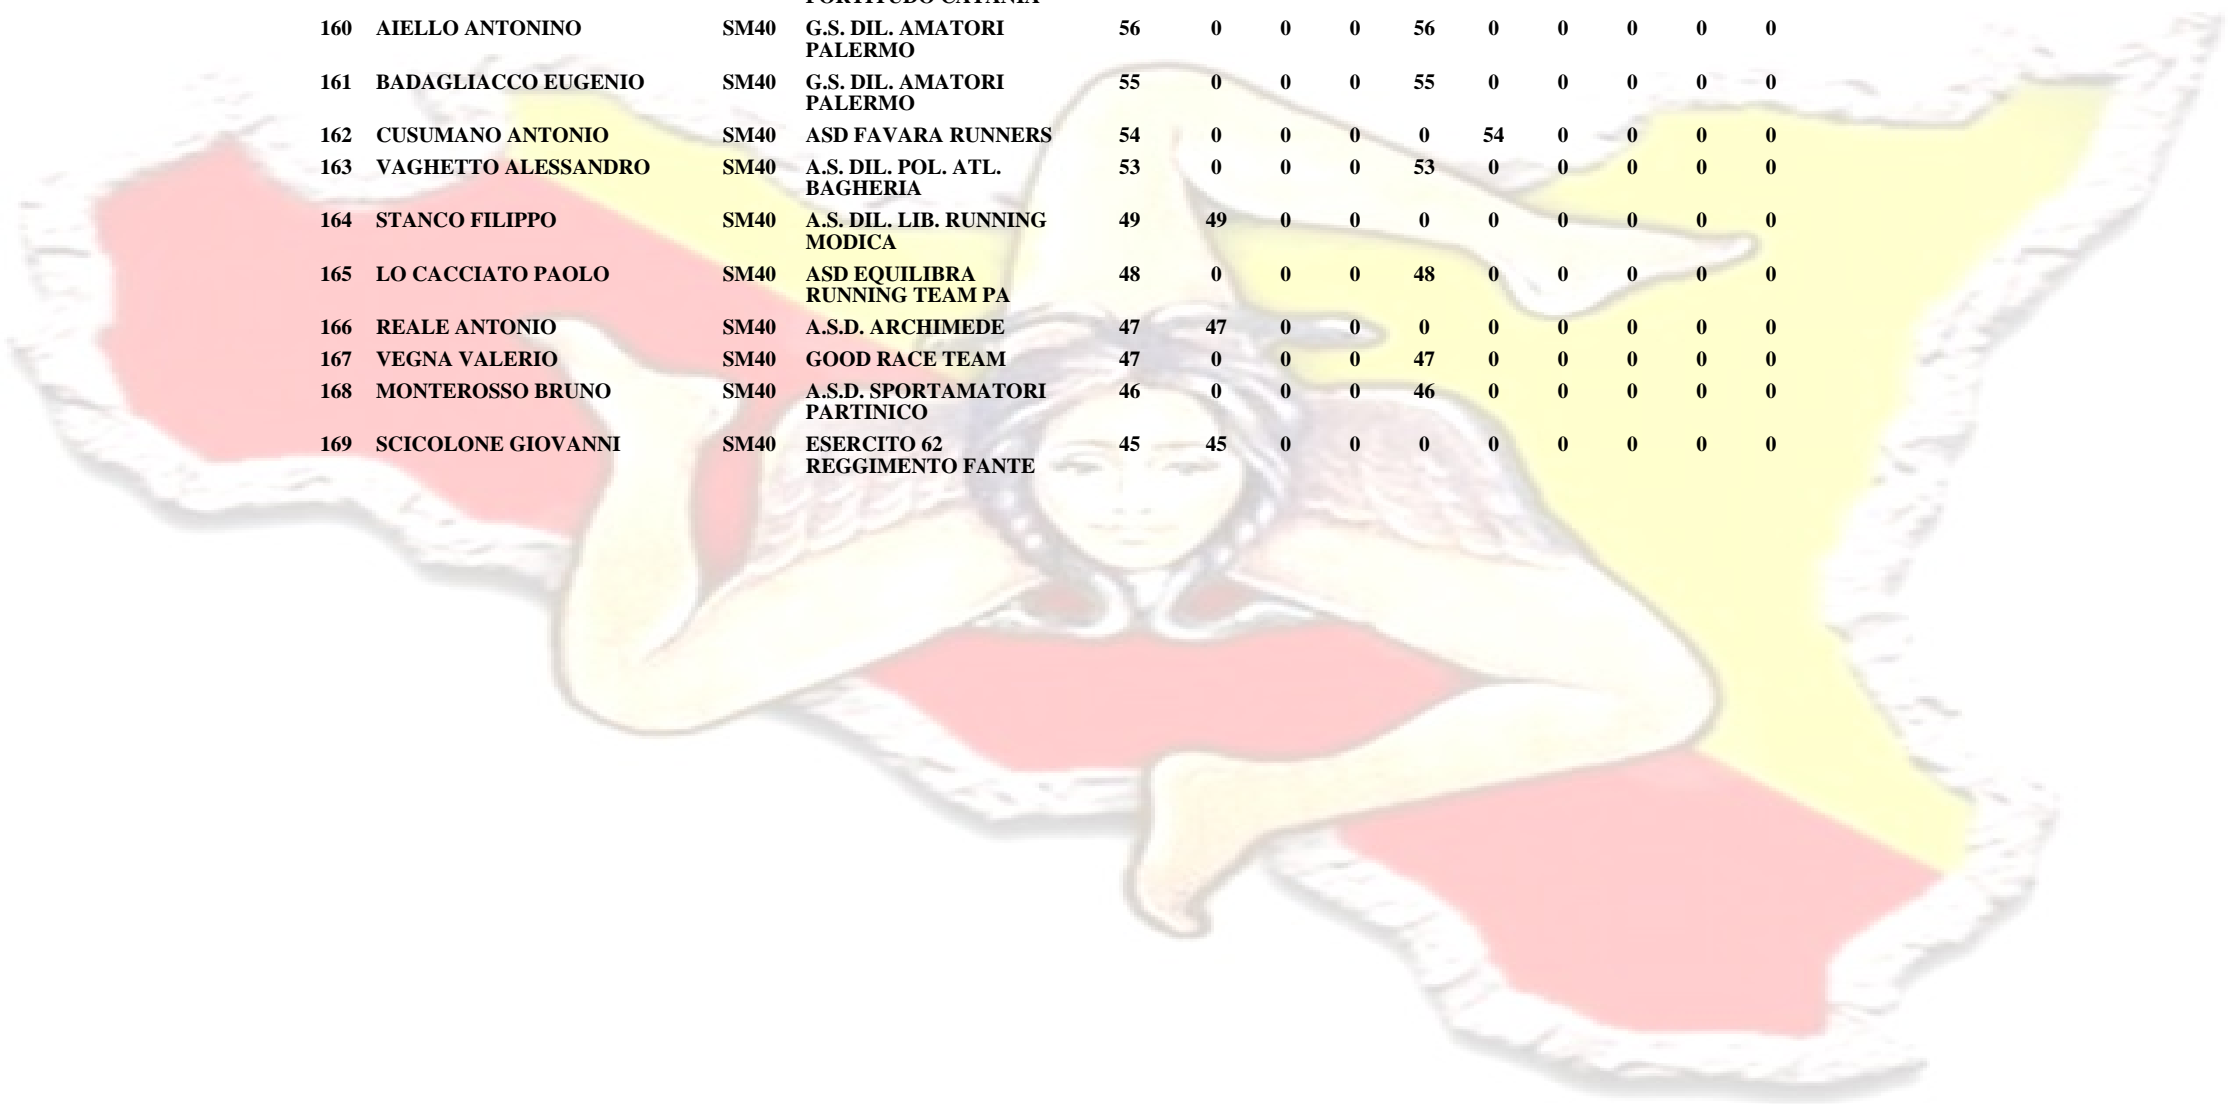 FORTITUDO CATANIA
160 AIELLO ANTONINO SM40 G.S. DIL. AMATORI 56 0 0 0 56 0 0 0 0 0
PALERMO
161 BADAGLIACCO EUGENIO SM40 G.S. DIL. AMATORI 55 0 0 0 55 0 0 0 0 0
PALERMO
162 CUSUMANO ANTONIO SM40 ASD FAVARA RUNNERS 54 0 0 0 0 54 0 0 0 0
163 VAGHETTO ALESSANDRO SM40 A.S. DIL. POL. ATL. 53 0 0 0 53 0 0 0 0 0
BAGHERIA
164 STANCO FILIPPO SM40 A.S. DIL. LIB. RUNNING 49 49 0 0 0 0 0 0 0 0
MODICA
165 LO CACCIATO PAOLO SM40 ASD EQUILIBRA 48 0 0 0 48 0 0 0 0 0
RUNNING TEAM PA
166 REALE ANTONIO SM40 A.S.D. ARCHIMEDE 47 47 0 0 0 0 0 0 0 0
167 VEGNA VALERIO SM40 GOOD RACE TEAM 47 0 0 0 47 0 0 0 0 0
168 MONTEROSSO BRUNO SM40 A.S.D. SPORTAMATORI 46 0 0 0 46 0 0 0 0 0
PARTINICO
169 SCICOLONE GIOVANNI SM40 ESERCITO 62 45 45 0 0 0 0 0 0 0 0
REGGIMENTO FANTE